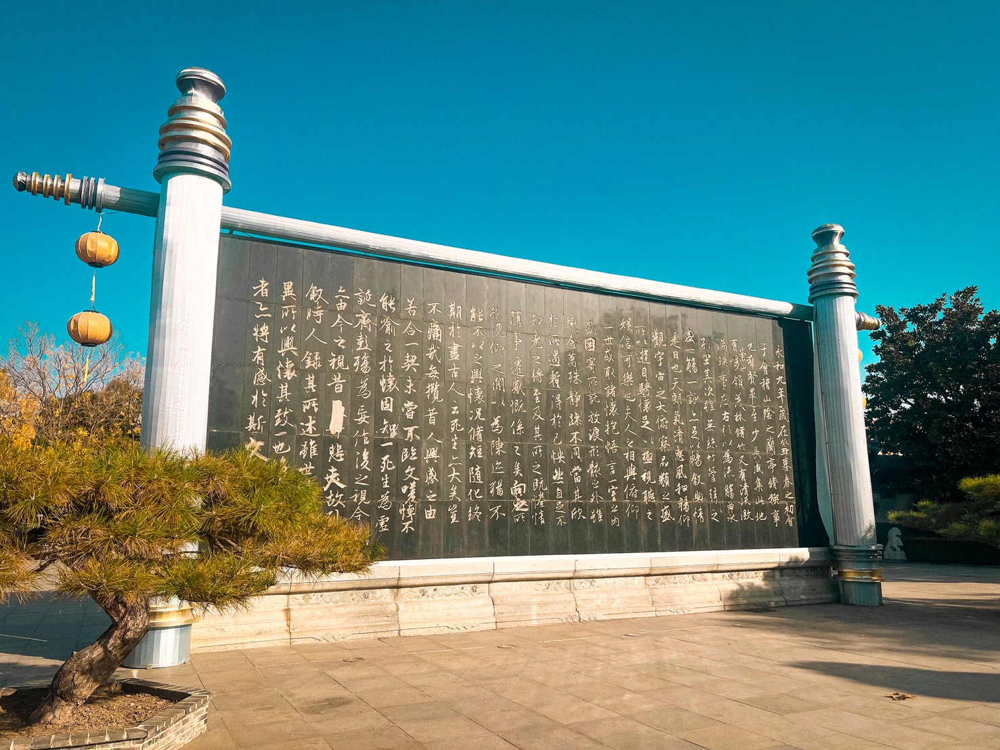 永和九年歲在癸丑暮春之初會
于會稽山陰之蘭亭脩稧事
也羣賢畢至少長咸集此地
有崇山峻領茂林脩竹又有清流激
湍暎帶左右引以為流觴曲水
列坐其次雖無絲竹管弦之
盛一觴一詠亦足以暢敘幽情
是日也天朗氣清惠風和暢仰
觀宇宙之大俯察品類之盛
所以遊目騁懷足以極視聽之
娛信可樂也夫人之相與俯仰
一世或取諸懷抱悟言一室之內
或因寄所託放浪形骸之外雖
趣舍萬殊靜躁不同當其欣
於所遇蹔得於己怏然自足不
知老之將至及其所之既惓情
隨事遷感慨係之矣向之所
欣俛仰之閒以為陳迹猶不
能不以之興懷況脩短隨化終
期於盡古人云死生亦大矣豈
不痛哉每攬昔人興感之由
若合一契未嘗不臨文嗟悼不
能喻之於懷固知一死生為虛
誕齊彭殤為妄作後之視今
亦由今之視昔悲夫故列
敘時人錄其所述雖世
異所以興懷其致一也
者亦將有感於斯文